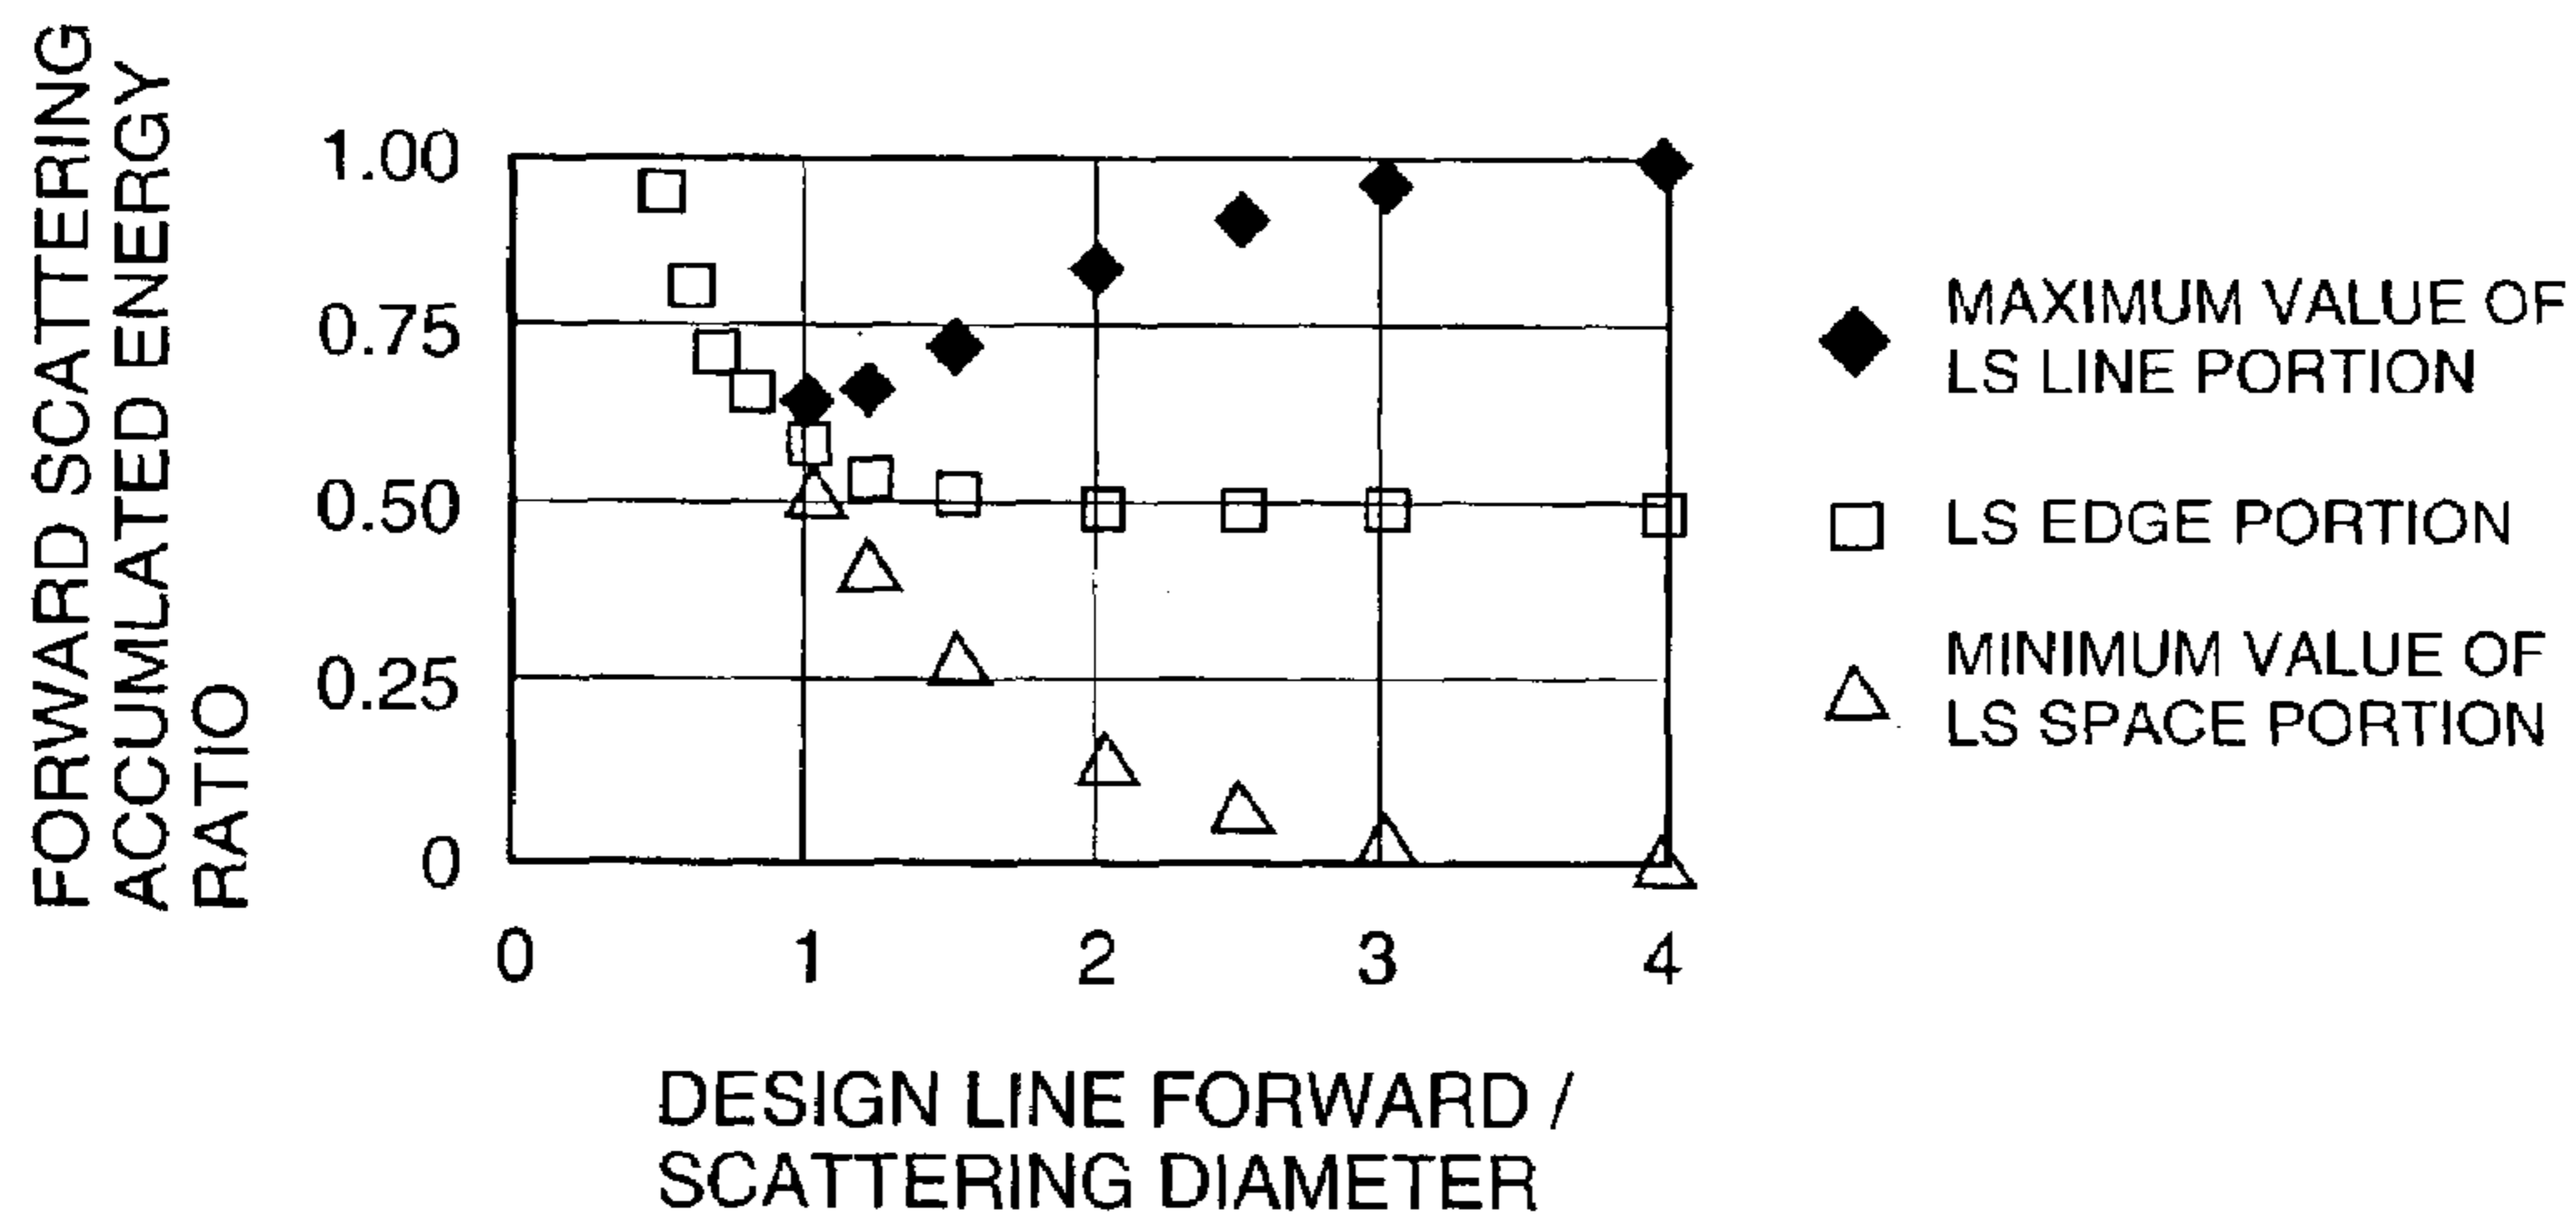 FORWARD SCATTERING
ACCUMLATED ENERGY
RATIO
1.00
0.75
0.50
0.25
0
0
1
2
3
4
DESIGN LINE FORWARD /
SCATTERING DIAMETER
MAXIMUM VALUE OF
LS LINE PORTION
LS EDGE PORTION
MINIMUM VALUE OF
LS SPACE PORTION